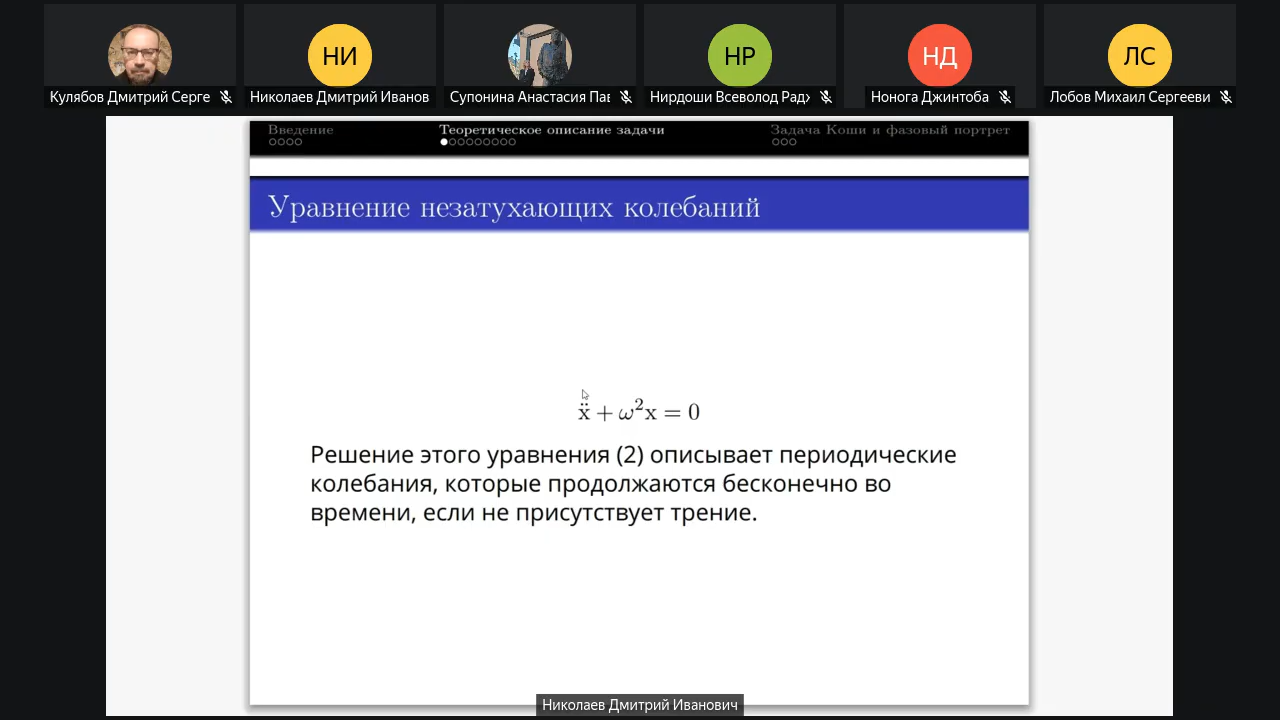 НИ
НР
НД
ЛС
Кулябов Дмитрий Серге
Николаев Дмитрий Иванов
Супонина Анастасия Па
Нирдоши Всеволод Рад
Нонога Джинтоба
Лобов Михаил Сергееви
Введение
Теоретическое описание задачи
Задача Коши и фазовый портрет
Уравнение незатухающих колебаний
ẍ + ω²x = 0
Решение этого уравнения (2) описывает периодические
колебания, которые продолжаются бесконечно во
времени, если не присутствует трение.
Николаев Дмитрий Иванович